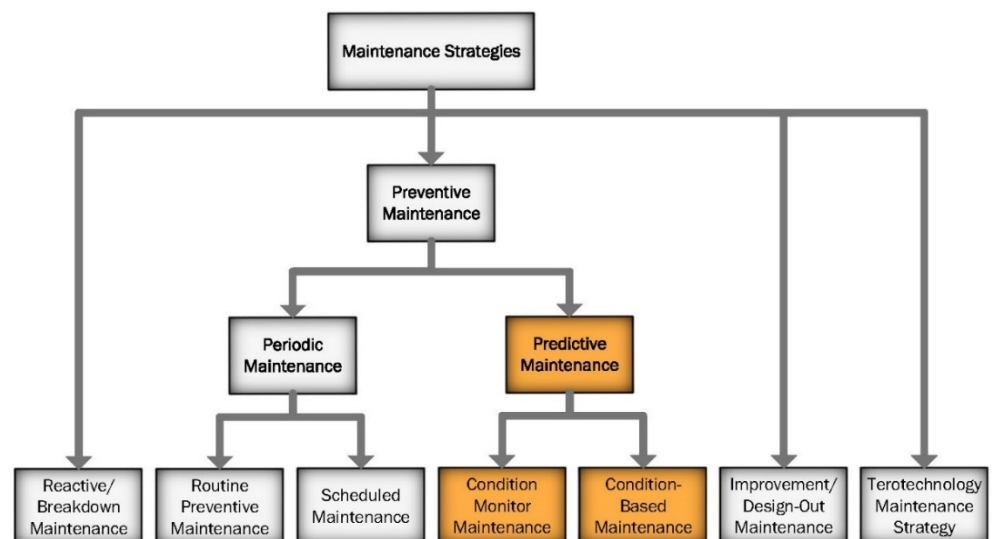 Maintenance Strategies
Preventive
Maintenance
Periodic
Maintenance
Predictive
Maintenance
Reactive/
Breakdown
Maintenance
Routine
Preventive
Maintenance
Scheduled
Maintenance
Condition
Monitor
Maintenance
Condition-
Based
Maintenance
Improvement/
Design-Out
Maintenance
Terotechnology
Maintenance
Strategy